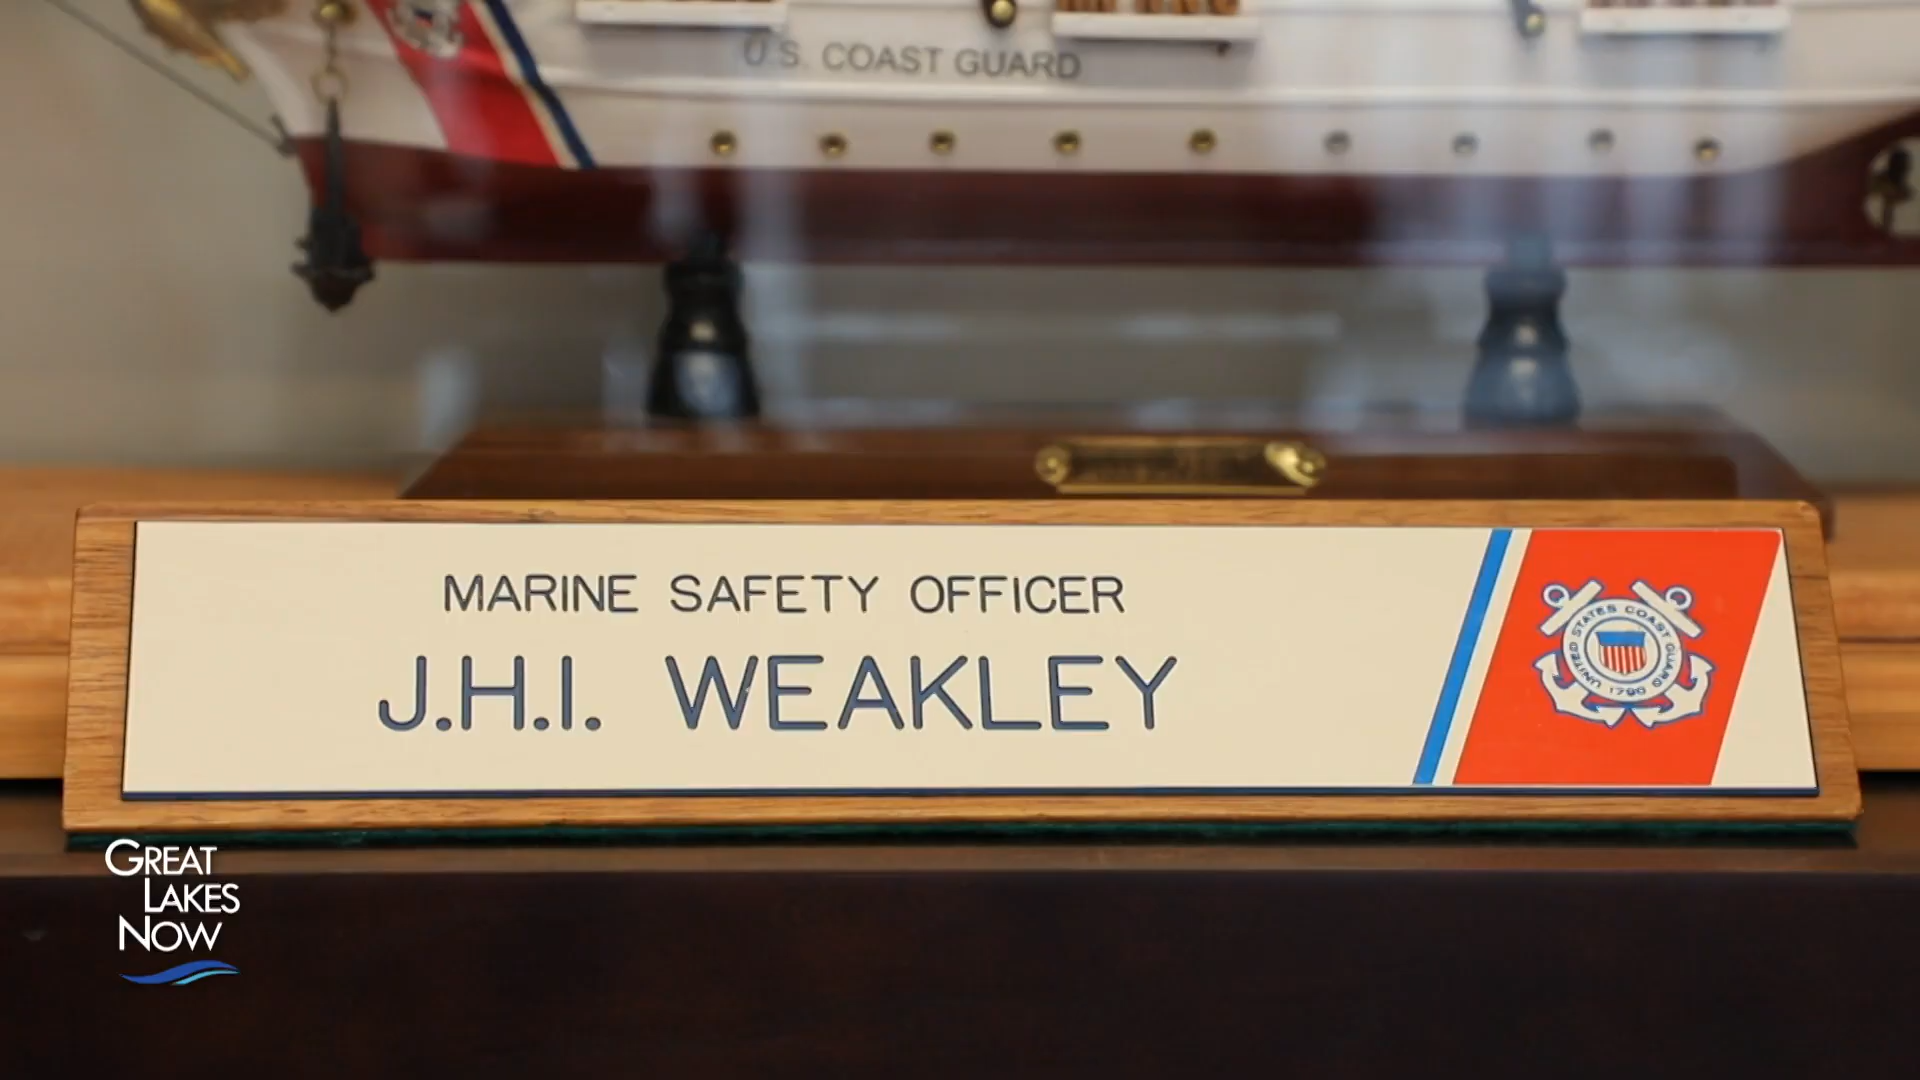 U.S. COAST GUARD
MARINE SAFETY OFFICER
J.H.I. WEAKLEY
UNITED STATES COAST GUARD
1790
GREAT
LAKES
NOW